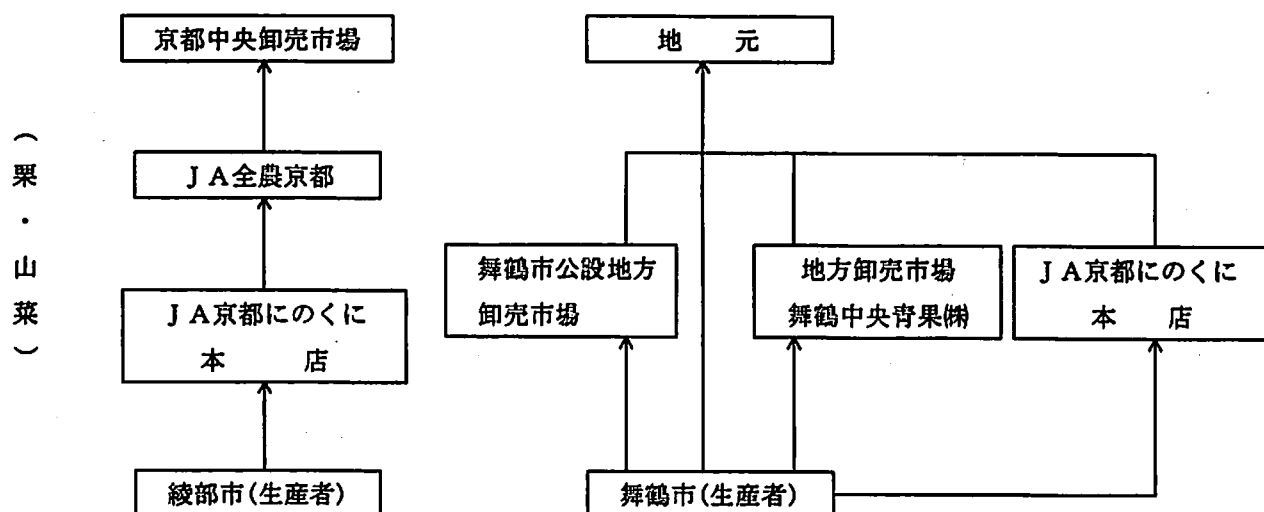 (栗・山菜)
京都中央卸売市場
JA全農京都
JA京都にのくに
本　店
綾部市(生産者)
地　元
舞鶴市公設地方
卸売市場
地方卸売市場
舞鶴中央青果㈱
JA京都にのくに
本　店
舞鶴市(生産者)